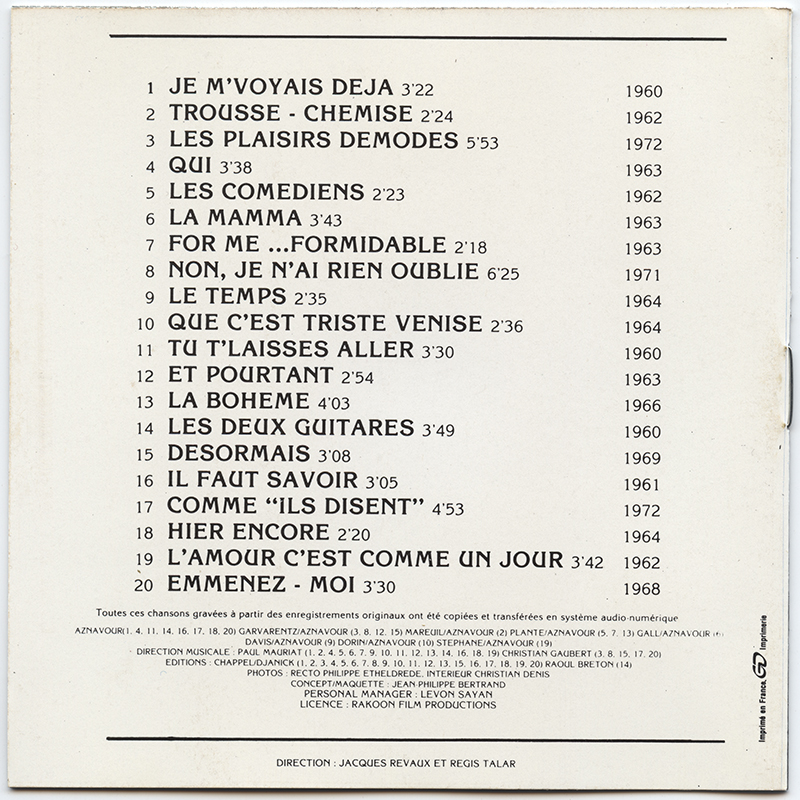 1 JE M'VOYAIS DEJA 3'22 1960
2 TROUSSE - CHEMISE 2'24 1962
3 LES PLAISIRS DEMODES 5'53 1972
4 QUI 3'38 1963
5 LES COMEDIENS 2'23 1962
6 LA MAMMA 3'43 1963
7 FOR ME ...FORMIDABLE 2'18 1963
8 NON, JE N'AI RIEN OUBLIE 6'25 1971
9 LE TEMPS 2'35 1964
10 QUE C'EST TRISTE VENISE 2'36 1964
11 TU T'LAISSES ALLER 3'30 1960
12 ET POURTANT 2'54 1963
13 LA BOHEME 4'03 1966
14 LES DEUX GUITARES 3'49 1960
15 DESORMAIS 3'08 1969
16 IL FAUT SAVOIR 3'05 1961
17 COMME "ILS DISENT" 4'53 1972
18 HIER ENCORE 2'20 1964
19 L'AMOUR C'EST COMME UN JOUR 3'42 1962
20 EMMENEZ - MOI 3'30 1968
Toutes ces chansons gravées à partir des enregistrements originaux ont été copiées et transférées en système audio-numérique
AZNAVOUR(1. 4. 11. 14. 16. 17. 18. 20) GARVARENTZ/AZNAVOUR (3. 8. 12. 15) MAREUIL/AZNAVOUR (2) PLANTE/AZNAVOUR (5. 7. 13) GALL/AZNAVOUR (6)
DAVIS/AZNAVOUR (9) DORIN/AZNAVOUR (10) STEPHANE/AZNAVOUR (19)
DIRECTION MUSICALE : PAUL MAURIAT (1. 2. 4. 5. 6. 7. 9. 10. 11. 12. 13. 14. 16. 18. 19) CHRISTIAN GAUBERT (3. 8. 15. 17. 20)
EDITIONS : CHAPPEL/DJANICK (1. 2. 3. 4. 5. 6. 7. 8. 9. 10. 11. 12. 13. 15. 16. 17. 18. 19. 20) RAOUL BRETON (14)
PHOTOS : RECTO PHILIPPE ETHELDREDE, INTERIEUR CHRISTIAN DENIS
CONCEPT/MAQUETTE : JEAN-PHILIPPE BERTRAND
PERSONAL MANAGER : LEVON SAYAN
LICENCE : RAKOON FILM PRODUCTIONS
Imprimé en France. GD Imprimerie
DIRECTION : JACQUES REVAUX ET REGIS TALAR